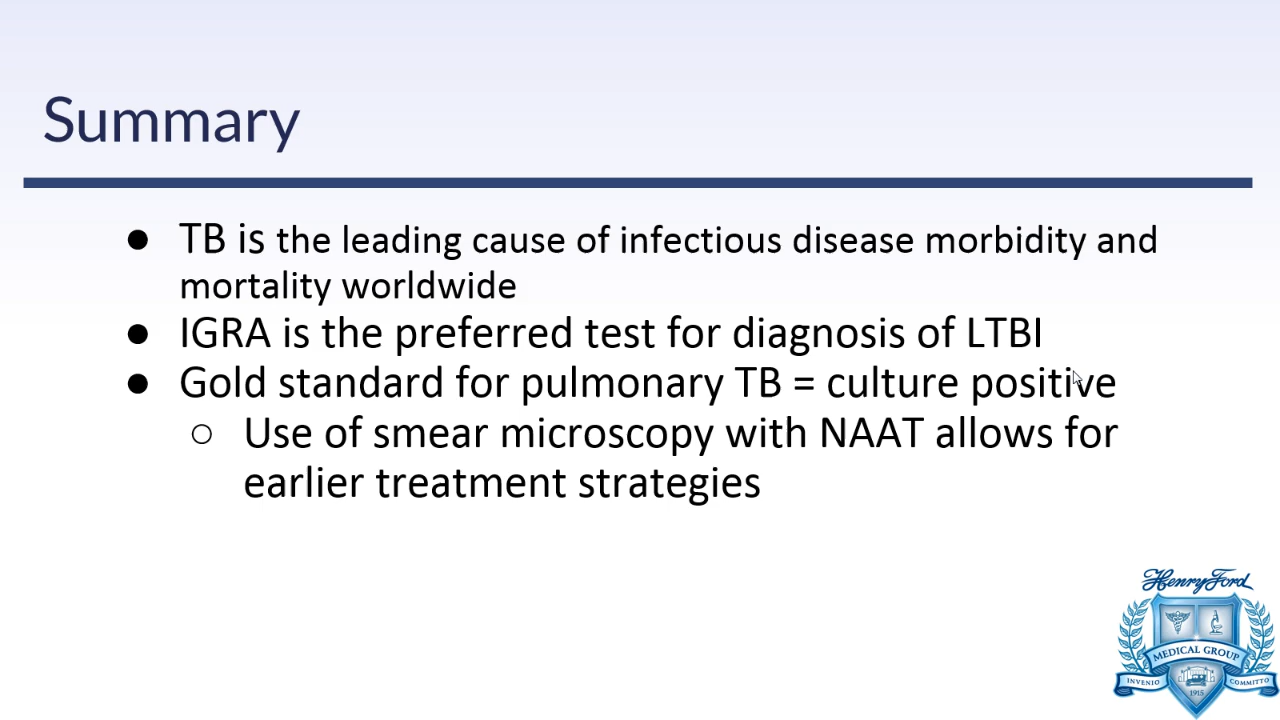 Summary
● TB is the leading cause of infectious disease morbidity and
mortality worldwide
● IGRA is the preferred test for diagnosis of LTBI
● Gold standard for pulmonary TB = culture positive
○ Use of smear microscopy with NAAT allows for
earlier treatment strategies
Henry Ford
MEDICAL GROUP
INVENIO COMMITTO
1915